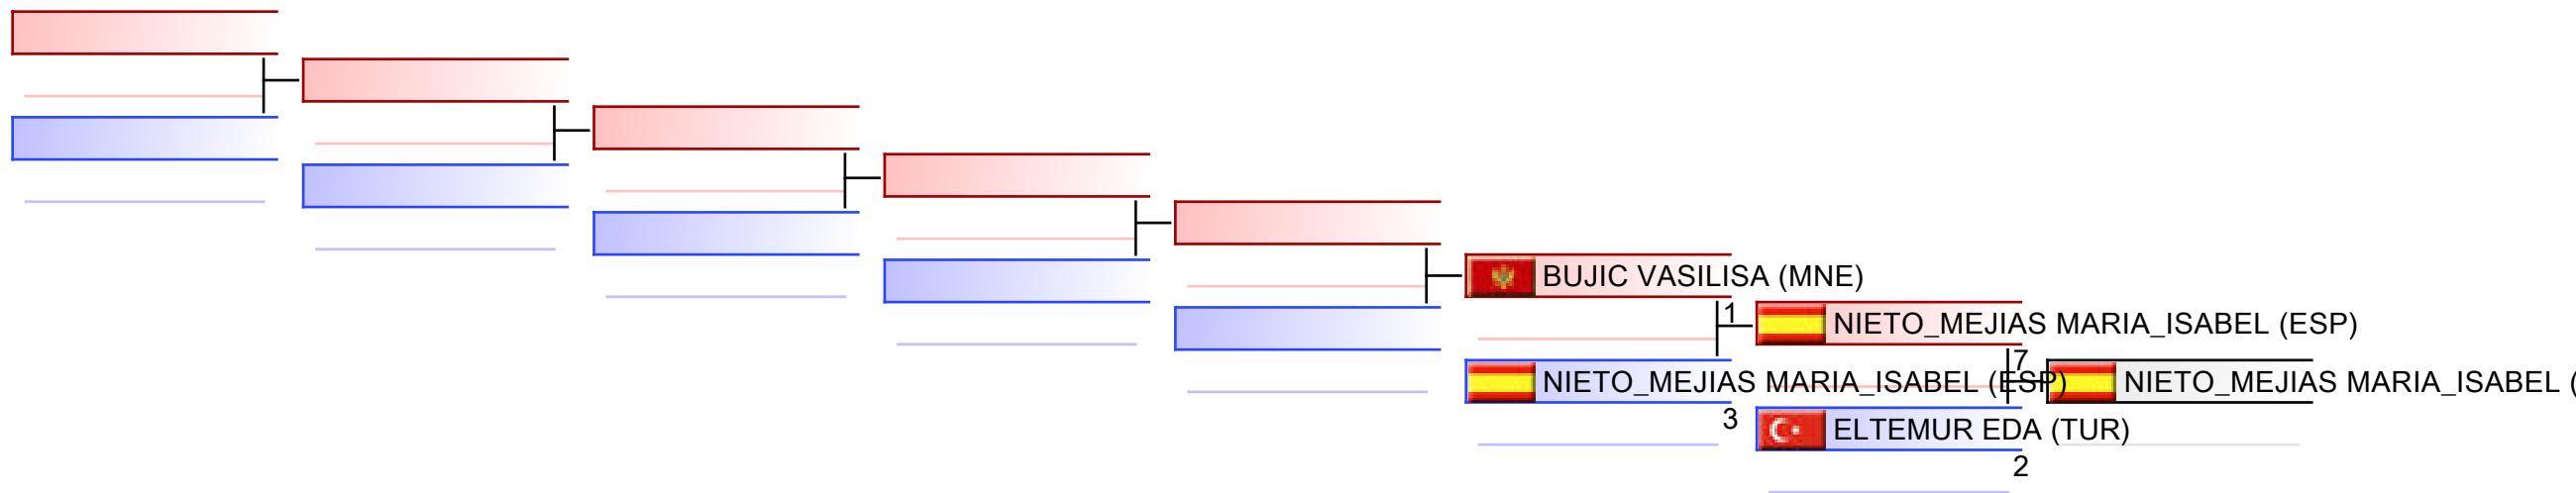 BUJIC VASILISA (MNE)
1
NIETO_MEJIAS MARIA_ISABEL (ESP)
7
NIETO_MEJIAS MARIA_ISABEL (ESP)
NIETO_MEJIAS MARIA_ISABEL (
3
ELTEMUR EDA (TUR)
2